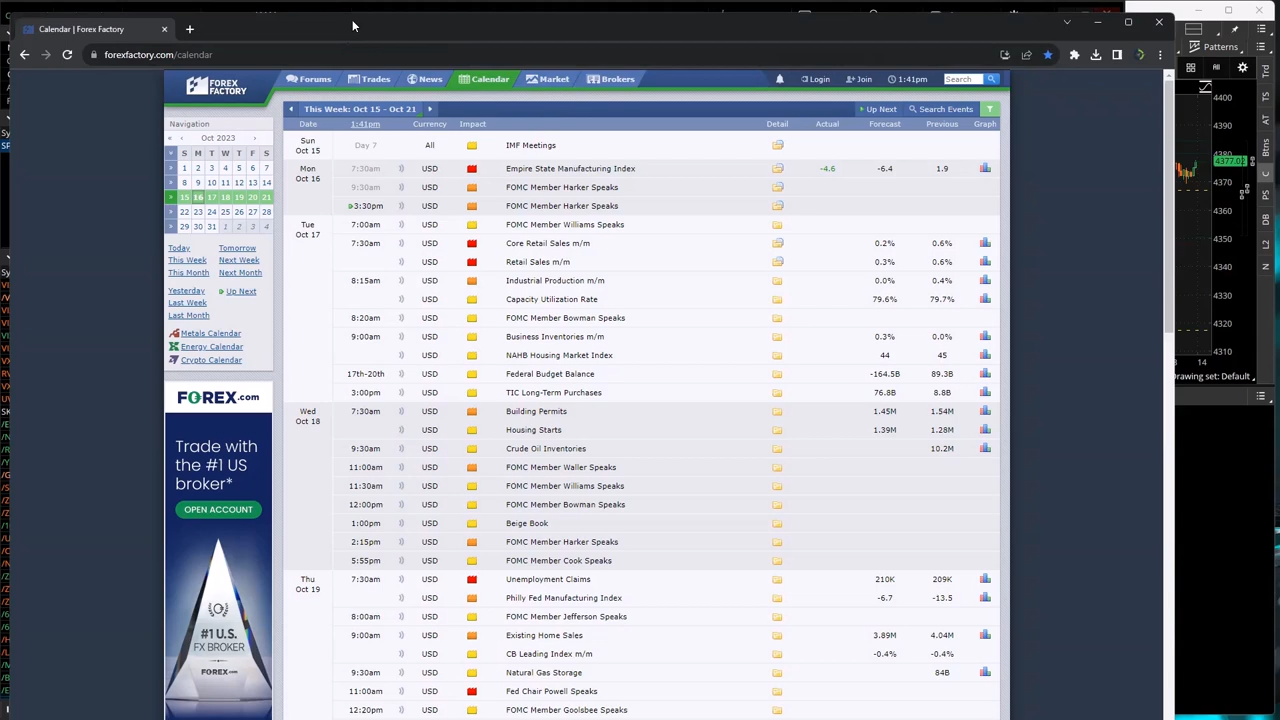 Calendar | Forex Factory
forexfactory.com/calendar
Patterns
FOREX
FACTORY
Forums Trades News Calendar Market Brokers Login Join 1:41pm Search
This Week: Oct 15 - Oct 21 Up Next Search Events
Date 1:41pm Currency Impact Detail Actual Forecast Previous Graph
Sun Oct 15 Day 7 All IMF Meetings
Mon Oct 16 7:30am USD Empire State Manufacturing Index -4.6 -6.4 1.9
9:30am USD FOMC Member Harker Speaks
3:30pm USD FOMC Member Harker Speaks
Tue Oct 17 7:00am USD FOMC Member Williams Speaks
7:30am USD Core Retail Sales m/m 0.2% 0.6%
USD Retail Sales m/m 0.3% 0.6%
8:15am USD Industrial Production m/m 0.0% 0.4%
USD Capacity Utilization Rate 79.6% 79.7%
8:20am USD FOMC Member Bowman Speaks
9:00am USD Business Inventories m/m 0.3% 0.0%
USD NAHB Housing Market Index 44 45
17th-20th USD Federal Budget Balance -164.5B 89.3B
3:00pm USD TIC Long-Term Purchases 76.8B 8.8B
Wed Oct 18 7:30am USD Building Permits 1.45M 1.54M
USD Housing Starts 1.39M 1.28M
9:30am USD Crude Oil Inventories 10.2M
11:00am USD FOMC Member Waller Speaks
11:30am USD FOMC Member Williams Speaks
12:00pm USD FOMC Member Bowman Speaks
1:00pm USD Beige Book
2:15pm USD FOMC Member Harker Speaks
5:55pm USD FOMC Member Cook Speaks
Thu Oct 19 7:30am USD Unemployment Claims 210K 209K
USD Philly Fed Manufacturing Index -6.7 -13.5
8:00am USD FOMC Member Jefferson Speaks
9:00am USD Existing Home Sales 3.89M 4.04M
USD CB Leading Index m/m -0.4% -0.4%
9:30am USD Natural Gas Storage 84B
11:00am USD Fed Chair Powell Speaks
12:20pm USD FOMC Member Goolsbee Speaks
Navigation
« ‹ Oct 2023 ›
S M T W T F S
» 1 2 3 4 5 6 7
» 8 9 10 11 12 13 14
» 15 16 17 18 19 20 21
» 22 23 24 25 26 27 28
» 29 30 31 1 2 3 4
Today Tomorrow
This Week Next Week
This Month Next Month
Yesterday Up Next
Last Week
Last Month
Metals Calendar
Energy Calendar
Crypto Calendar
FOREX.com
Trade with
the #1 US
broker*
OPEN ACCOUNT
#1 U.S.
FX BROKER
FOREX.com
All
Trd
TS
AT
Btns
C
PS
DB
L2
N
4400
4390
4380
4377.02
4370
4360
4350
4340
4330
4320
4310
14
Drawing set: Default